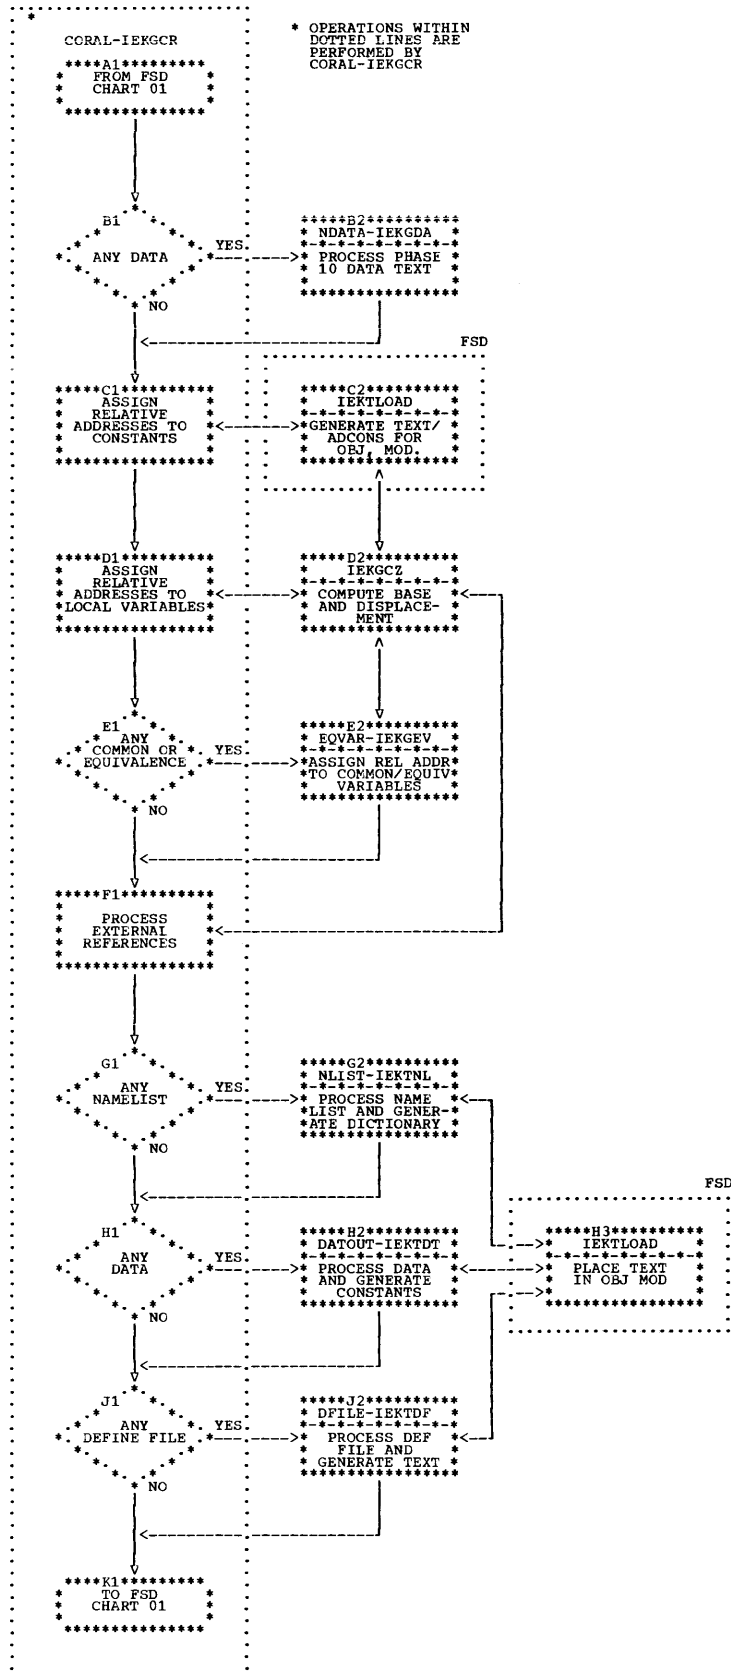 *
CORAL-IEKGCR
* OPERATIONS WITHIN
DOTTED LINES ARE
PERFORMED BY
CORAL-IEKGCR
A1
FROM FSD
CHART 01
B1
ANY DATA
YES
NO
B2
NDATA-IEKGDA
PROCESS PHASE
10 DATA TEXT
FSD
C1
ASSIGN
RELATIVE
ADDRESSES TO
CONSTANTS
C2
IEKTLOAD
GENERATE TEXT/
ADCONS FOR
OBJ, MOD.
D1
ASSIGN
RELATIVE
ADDRESSES TO
LOCAL VARIABLES
D2
IEKGCZ
COMPUTE BASE
AND DISPLACE-
MENT
E1
ANY
COMMON OR
EQUIVALENCE
YES
NO
E2
EQVAR-IEKGEV
ASSIGN REL ADDR
TO COMMON/EQUIV
VARIABLES
F1
PROCESS
EXTERNAL
REFERENCES
G1
ANY
NAMELIST
YES
NO
G2
NLIST-IEKTNL
PROCESS NAME
LIST AND GENER-
ATE DICTIONARY
FSD
H1
ANY
DATA
YES
NO
H2
DATOUT-IEKTDT
PROCESS DATA
AND GENERATE
CONSTANTS
H3
IEKTLOAD
PLACE TEXT
IN OBJ MOD
J1
ANY
DEFINE FILE
YES
NO
J2
DFILE-IEKTDF
PROCESS DEF
FILE AND
GENERATE TEXT
K1
TO FSD
CHART 01